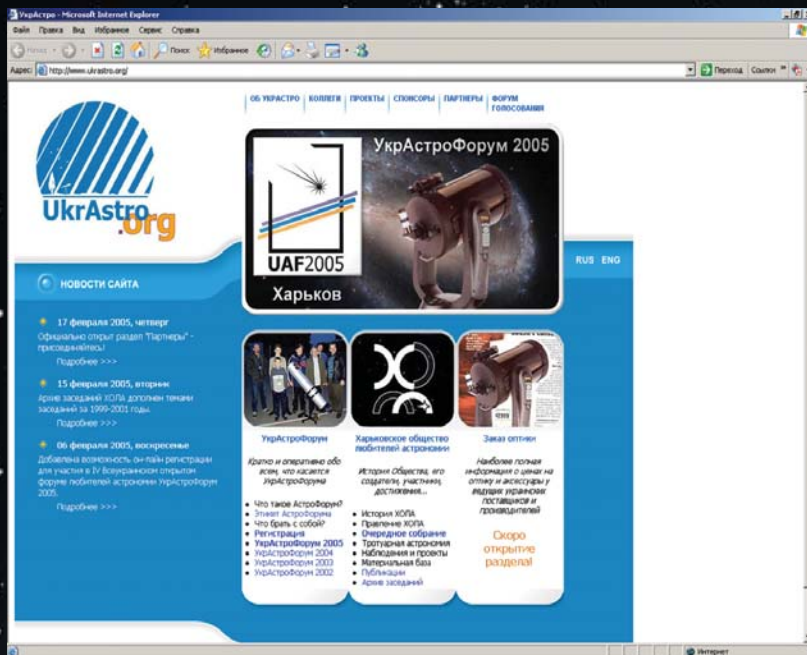 УкрАстро - Microsoft Internet Explorer
Файл Правка Вид Избранное Сервис Справка
Назад Поиск Избранное
Адрес: http://www.ukrastro.org/ Переход Ссылки
ОБ УКРАСТРО КОЛЛЕГИ ПРОЕКТЫ СПОНСОРЫ ПАРТНЕРЫ ФОРУМ
ГОЛОСОВАНИЯ
UkrAstro
.org
УкрАстроФорум 2005
UAF2005
Харьков
RUS ENG
НОВОСТИ САЙТА
17 февраля 2005, четверг
Официально открыт раздел "Партнеры" -
присоединяйтесь!
Подробнее >>>
15 февраля 2005, вторник
Архив заседаний ХОЛА дополнен темами
заседаний за 1999-2001 годы.
Подробнее >>>
06 февраля 2005, воскресенье
Добавлена возможность он-лайн регистрации
для участия в IV Всеукраинском открытом
форуме любителей астрономии УкрАстроФорум
2005.
Подробнее >>>
УкрАстроФорум
Кратко и оперативно обо
всем, что касается
УкрАстроФорума
Что такое АстроФорум?
Этикет АстроФорума
Что брать с собой?
Регистрация
УкрАстроФорум 2005
УкрАстроФорум 2004
УкрАстроФорум 2003
УкрАстроФорум 2002
Харьковское общество
любителей астрономии
История Общества, его
создатели, участники,
достижения...
История ХОЛА
Правление ХОЛА
Очередное собрание
Тротуарная астрономия
Наблюдения и проекты
Материальная база
Публикации
Архив заседаний
Заказ оптики
Наиболее полная
информация о ценах на
оптику и аксессуары у
ведущих украинских
поставщиков и
производителей
Скоро
открытие
раздела!
Интернет